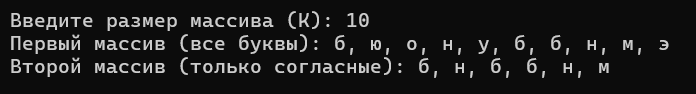 Введите размер массива (К): 10
Первый массив (все буквы): б, ю, о, н, у, б, б, н, м, э
Второй массив (только согласные): б, н, б, б, н, м